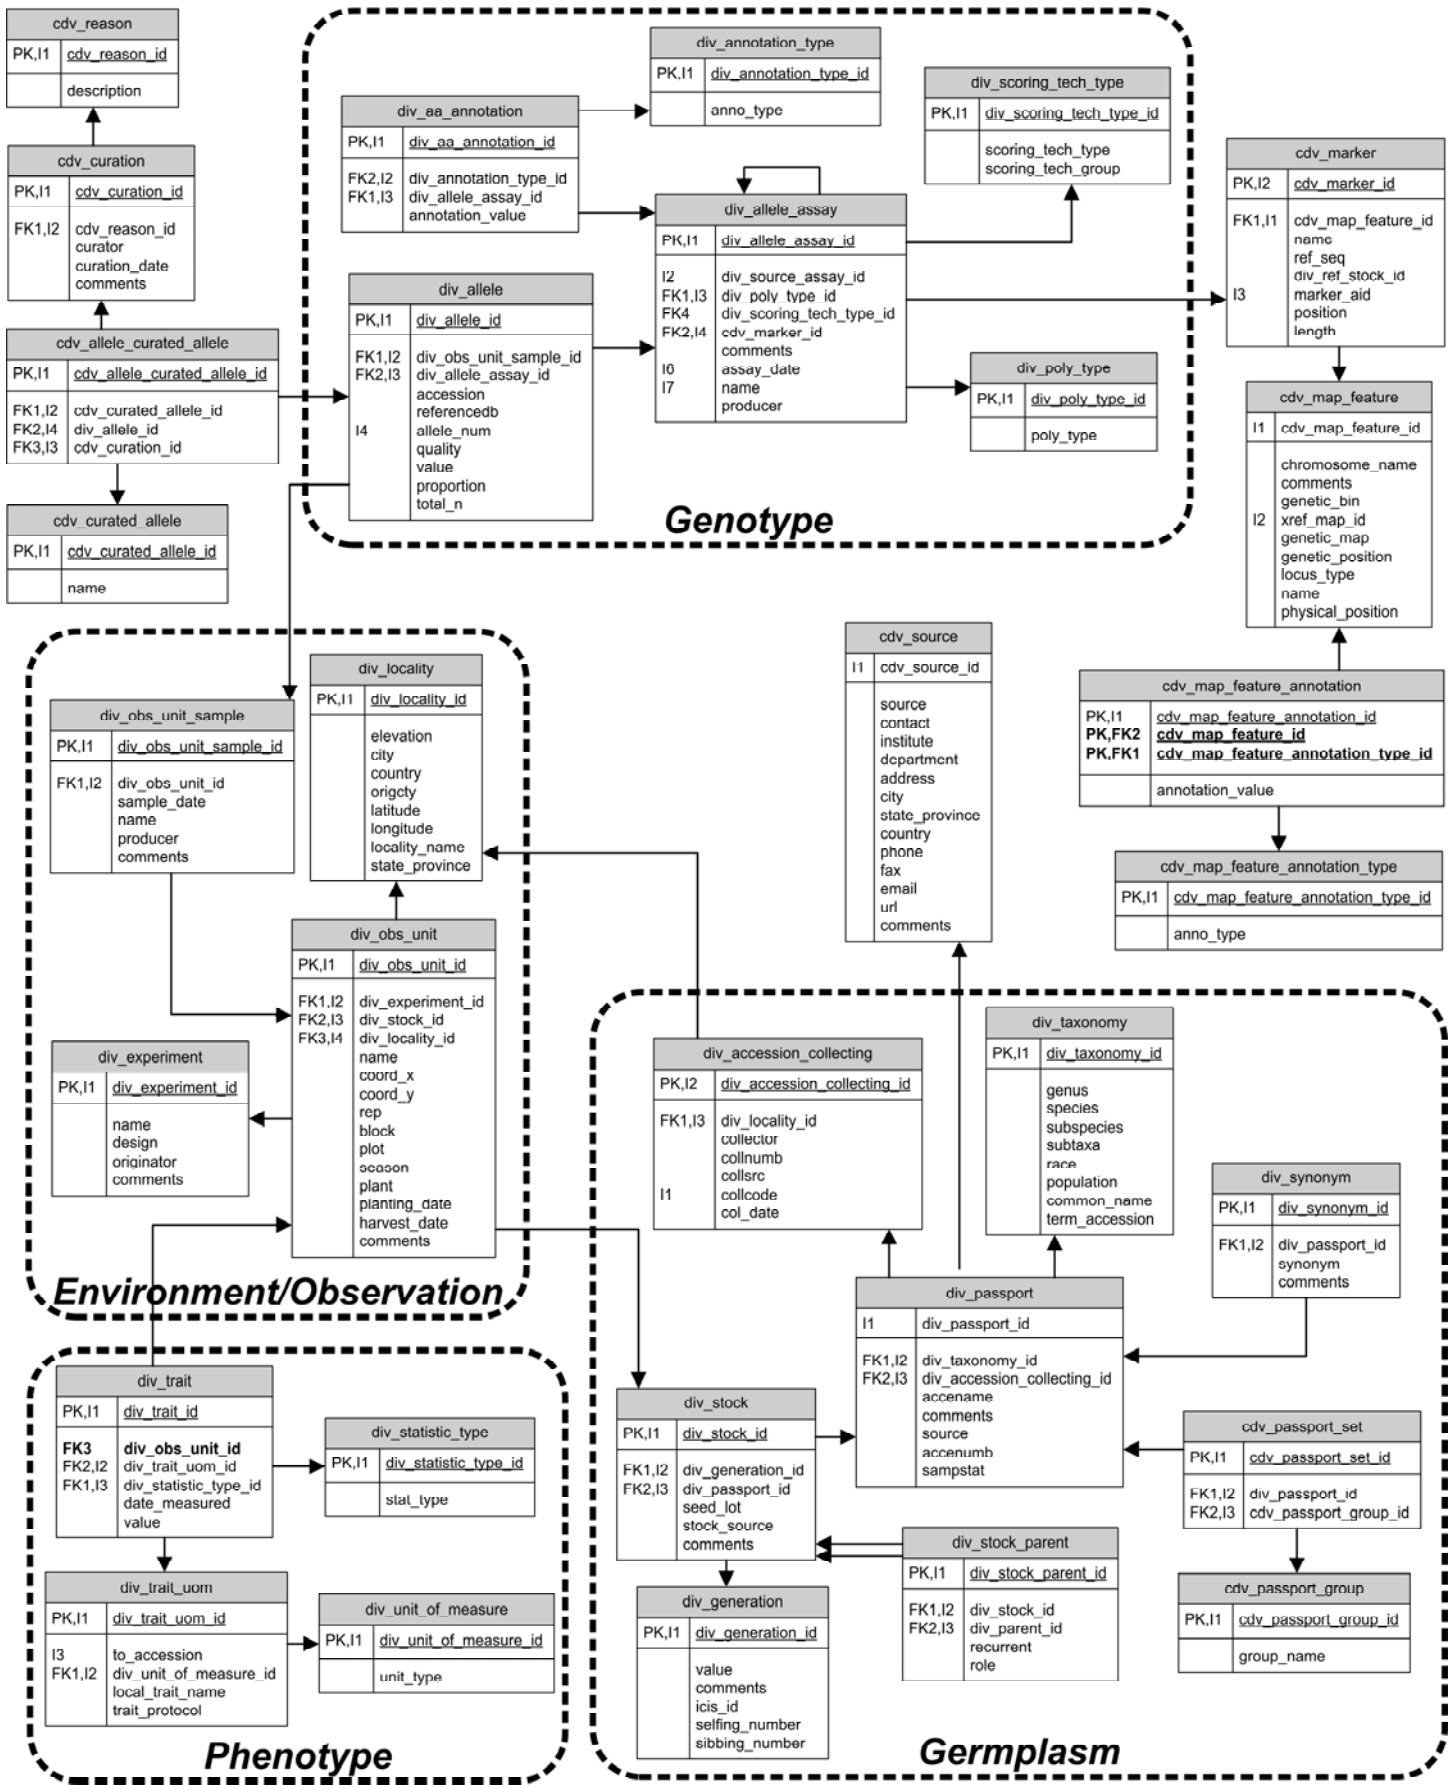 cdv_reason
PK,I1 cdv_reason_id
description
cdv_curation
PK,I1 cdv_curation_id
FK1,I2 cdv_reason_id
curator
curation_date
comments
cdv_allele_curated_allele
PK,I1 cdv_allele_curated_allele_id
FK1,I2 cdv_curated_allele_id
FK2,I4 div_allele_id
FK3,I3 cdv_curation_id
cdv_curated_allele
PK,I1 cdv_curated_allele_id
name
div_annotation_type
PK,I1 div_annotation_type_id
anno_type
div_aa_annotation
PK,I1 div_aa_annotation_id
FK2,I2 div_annotation_type_id
FK1,I3 div_allele_assay_id
annotation_value
div_scoring_tech_type
PK,I1 div_scoring_tech_type_id
scoring_tech_type
scoring_tech_group
div_allele_assay
PK,I1 div_allele_assay_id
I2 div_source_assay_id
FK1,I3 div_poly_type_id
FK4 div_scoring_tech_type_id
FK2,I4 cdv_marker_id
comments
I6 assay_date
I7 name
producer
div_allele
PK,I1 div_allele_id
FK1,I2 div_obs_unit_sample_id
FK2,I3 div_allele_assay_id
accession
referencedb
I4 allele_num
quality
value
proportion
total_n
div_poly_type
PK,I1 div_poly_type_id
poly_type
Genotype
cdv_marker
PK,I2 cdv_marker_id
FK1,I1 cdv_map_feature_id
name
ref_seq
div_ref_stock_id
I3 marker_aid
position
length
cdv_map_feature
I1 cdv_map_feature_id
chromosome_name
comments
genetic_bin
I2 xref_map_id
genetic_map
genetic_position
locus_type
name
physical_position
cdv_map_feature_annotation
PK,I1 cdv_map_feature_annotation_id
PK,FK2 cdv_map_feature_id
PK,FK1 cdv_map_feature_annotation_type_id
annotation_value
cdv_map_feature_annotation_type
PK,I1 cdv_map_feature_annotation_type_id
anno_type
cdv_source
I1 cdv_source_id
source
contact
institute
department
address
city
state_province
country
phone
fax
email
url
comments
div_locality
PK,I1 div_locality_id
elevation
city
country
origcty
latitude
longitude
locality_name
state_province
div_obs_unit_sample
PK,I1 div_obs_unit_sample_id
FK1,I2 div_obs_unit_id
sample_date
name
producer
comments
div_obs_unit
PK,I1 div_obs_unit_id
FK1,I2 div_experiment_id
FK2,I3 div_stock_id
FK3,I4 div_locality_id
name
coord_x
coord_y
rep
block
plot
season
plant
planting_date
harvest_date
comments
div_experiment
PK,I1 div_experiment_id
name
design
originator
comments
Environment/Observation
div_trait
PK,I1 div_trait_id
FK3 div_obs_unit_id
FK2,I2 div_trait_uom_id
FK1,I3 div_statistic_type_id
date_measured
value
div_statistic_type
PK,I1 div_statistic_type_id
stat_type
div_trait_uom
PK,I1 div_trait_uom_id
I3 to_accession
FK1,I2 div_unit_of_measure_id
local_trait_name
trait_protocol
div_unit_of_measure
PK,I1 div_unit_of_measure_id
unit_type
Phenotype
div_accession_collecting
PK,I2 div_accession_collecting_id
FK1,I3 div_locality_id
collector
collnumb
collsrc
I1 collcode
col_date
div_taxonomy
PK,I1 div_taxonomy_id
genus
species
subspecies
subtaxa
race
population
common_name
term_accession
div_synonym
PK,I1 div_synonym_id
FK1,I2 div_passport_id
synonym
comments
div_passport
I1 div_passport_id
FK1,I2 div_taxonomy_id
FK2,I3 div_accession_collecting_id
accename
comments
source
accenumb
sampstat
div_stock
PK,I1 div_stock_id
FK1,I2 div_generation_id
FK2,I3 div_passport_id
seed_lot
stock_source
comments
cdv_passport_set
PK,I1 cdv_passport_set_id
FK1,I2 div_passport_id
FK2,I3 cdv_passport_group_id
div_stock_parent
PK,I1 div_stock_parent_id
FK1,I2 div_stock_id
FK2,I3 div_parent_id
recurrent
role
div_generation
PK,I1 div_generation_id
value
comments
icis_id
selfing_number
sibbing_number
cdv_passport_group
PK,I1 cdv_passport_group_id
group_name
Germplasm